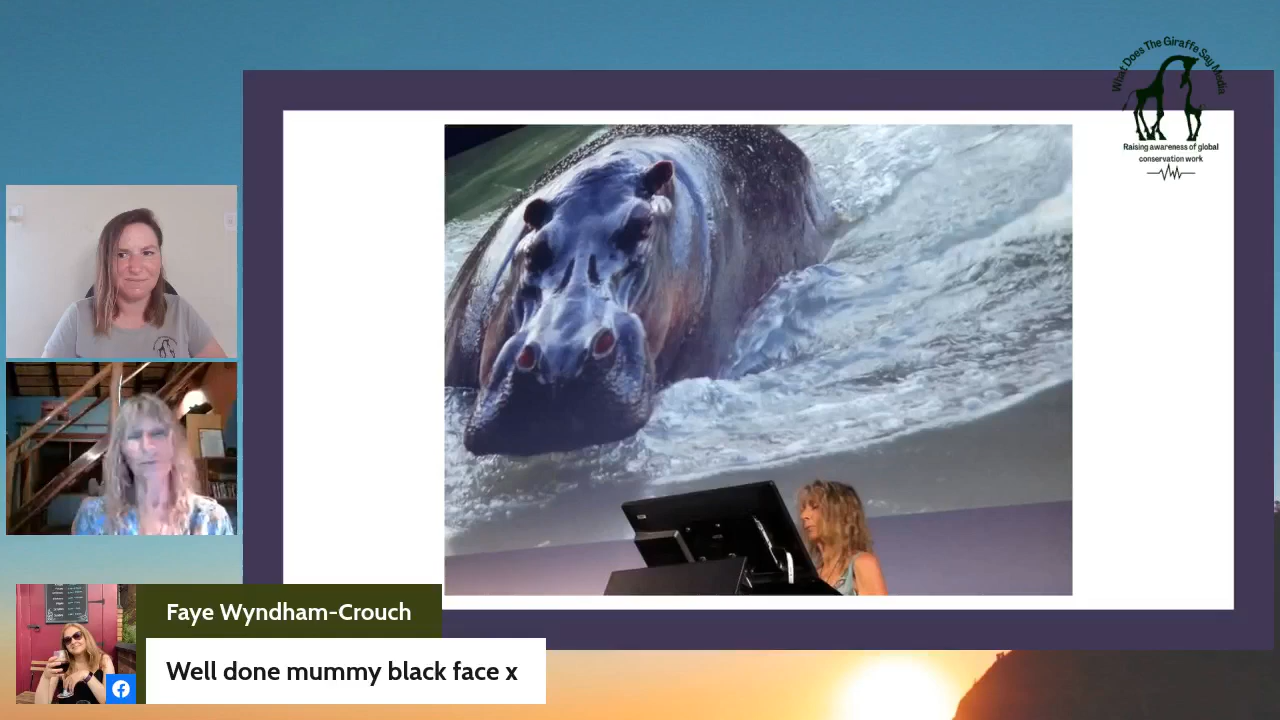 What Does The Giraffe Say Media
Raising awareness of global
conservation work
Faye Wyndham-Crouch
Well done mummy black face x